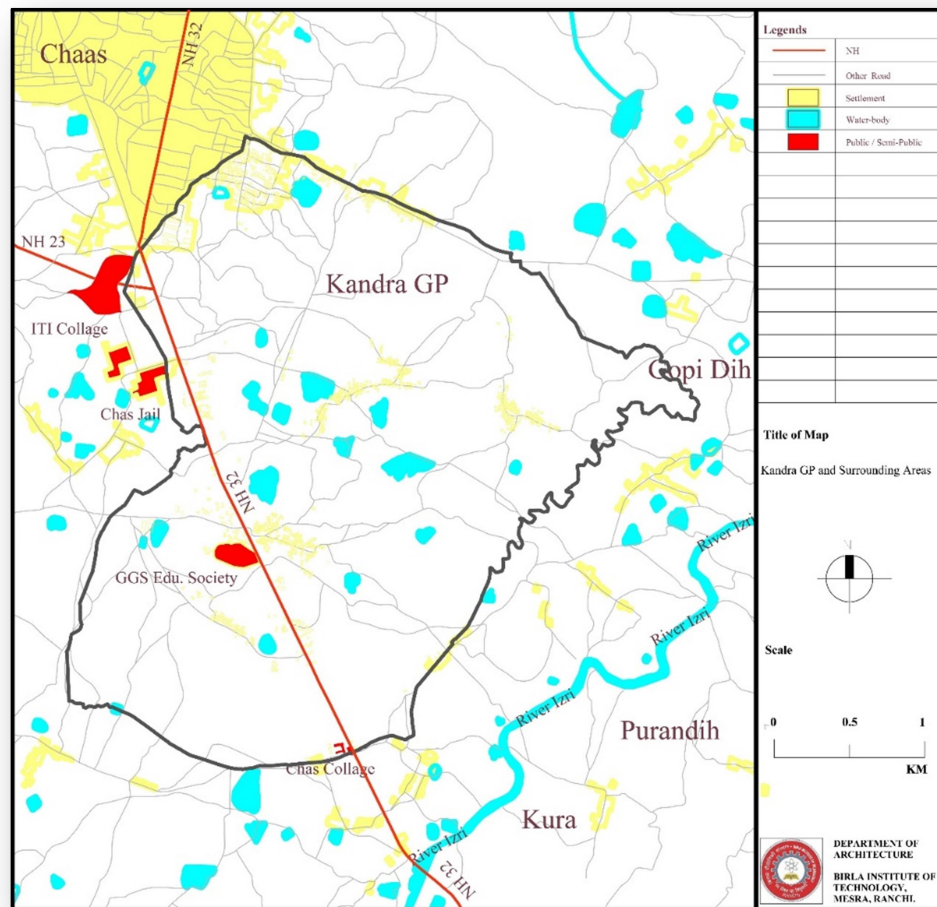 Chaas
NH 32
NH 23
Kandra GP
ITI Collage
Gopi Dih
Chas Jail
NH 32
GGS Edu. Society
River Izri
River Izri
River Izri
Purandih
Chas Collage
Kura
River Izri
NH 32
Legends
NH
Other Road
Settlement
Water-body
Public / Semi-Public
Title of Map
Kandra GP and Surrounding Areas
N
Scale
0 0.5 1
KM
DEPARTMENT OF
ARCHITECTURE
BIRLA INSTITUTE OF
TECHNOLOGY,
MESRA, RANCHI.